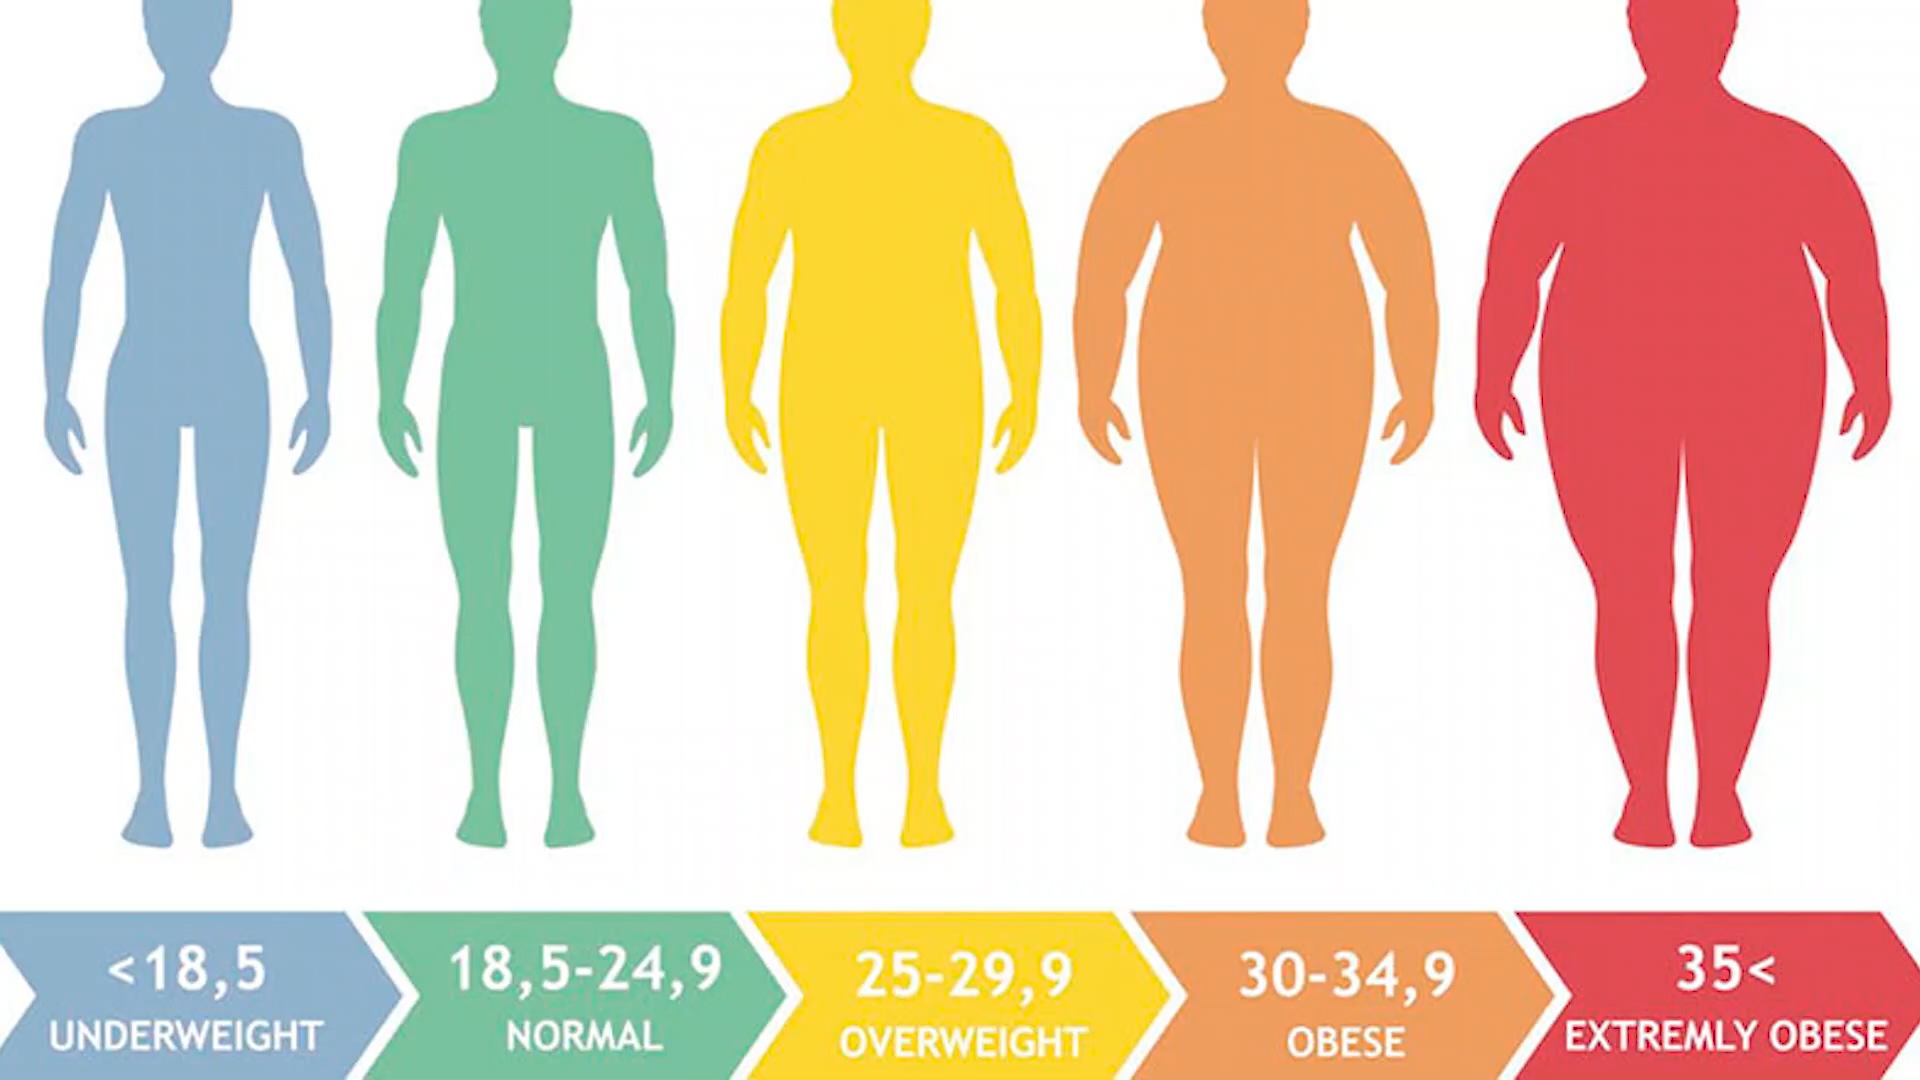 <18,5
UNDERWEIGHT
18,5-24,9
NORMAL
25-29,9
OVERWEIGHT
30-34,9
OBESE
35<
EXTREMLY OBESE